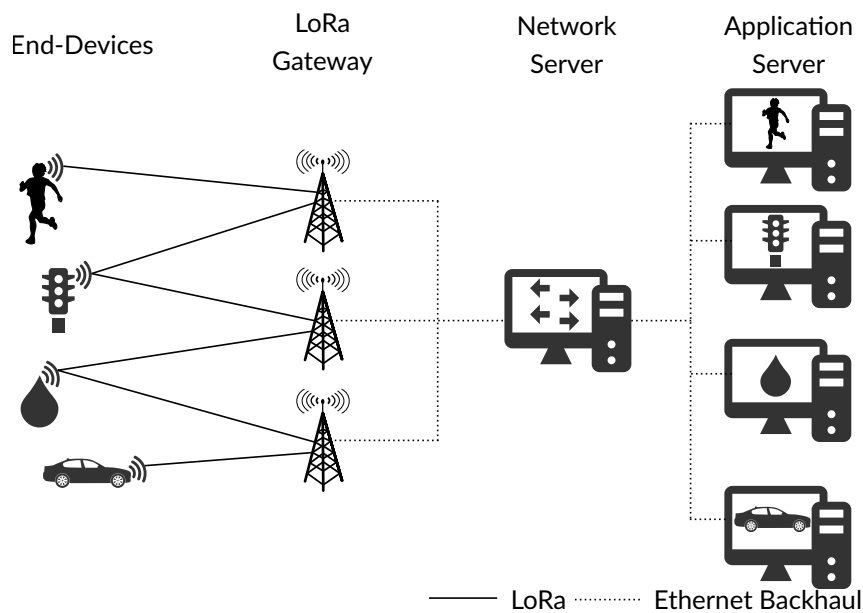 End-Devices
LoRa
Gateway
Network
Server
Application
Server
LoRa
Ethernet Backhaul